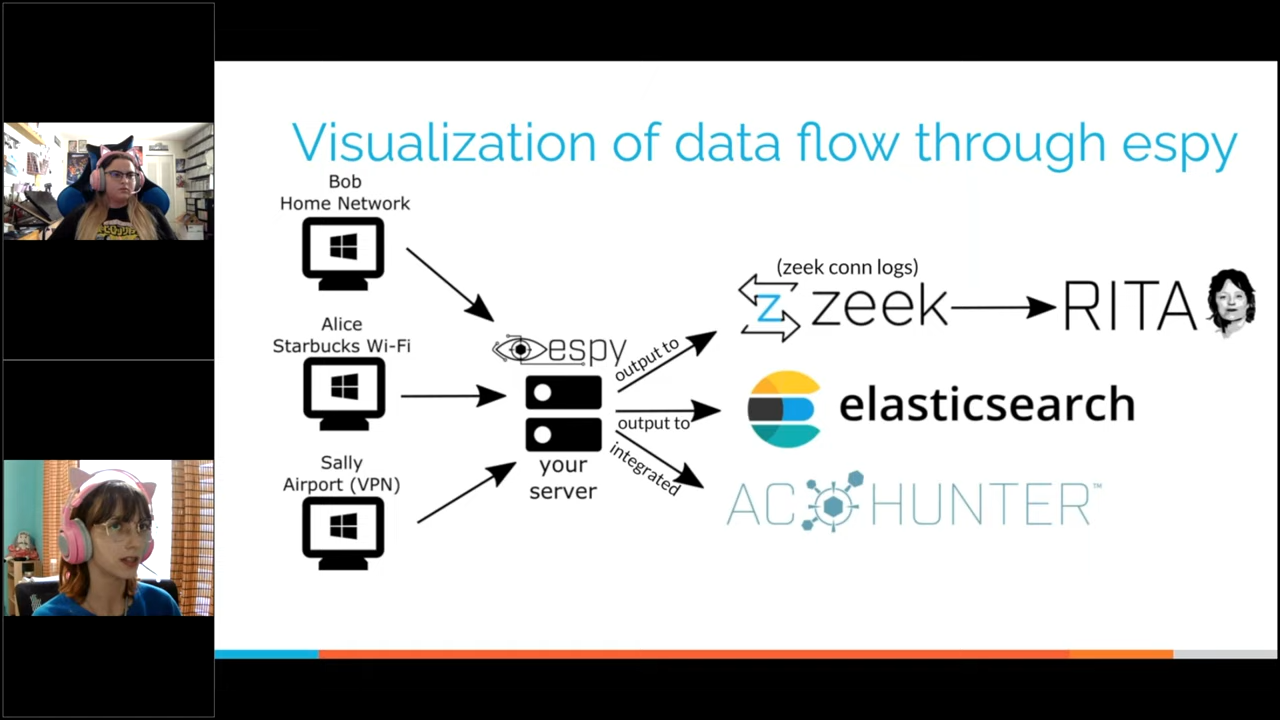 Visualization of data flow through espy
Bob
Home Network
Alice
Starbucks Wi-Fi
Sally
Airport (VPN)
espy
your
server
output to
output to
integrated
(zeek conn logs)
zeek
RITA
elasticsearch
AC HUNTER™